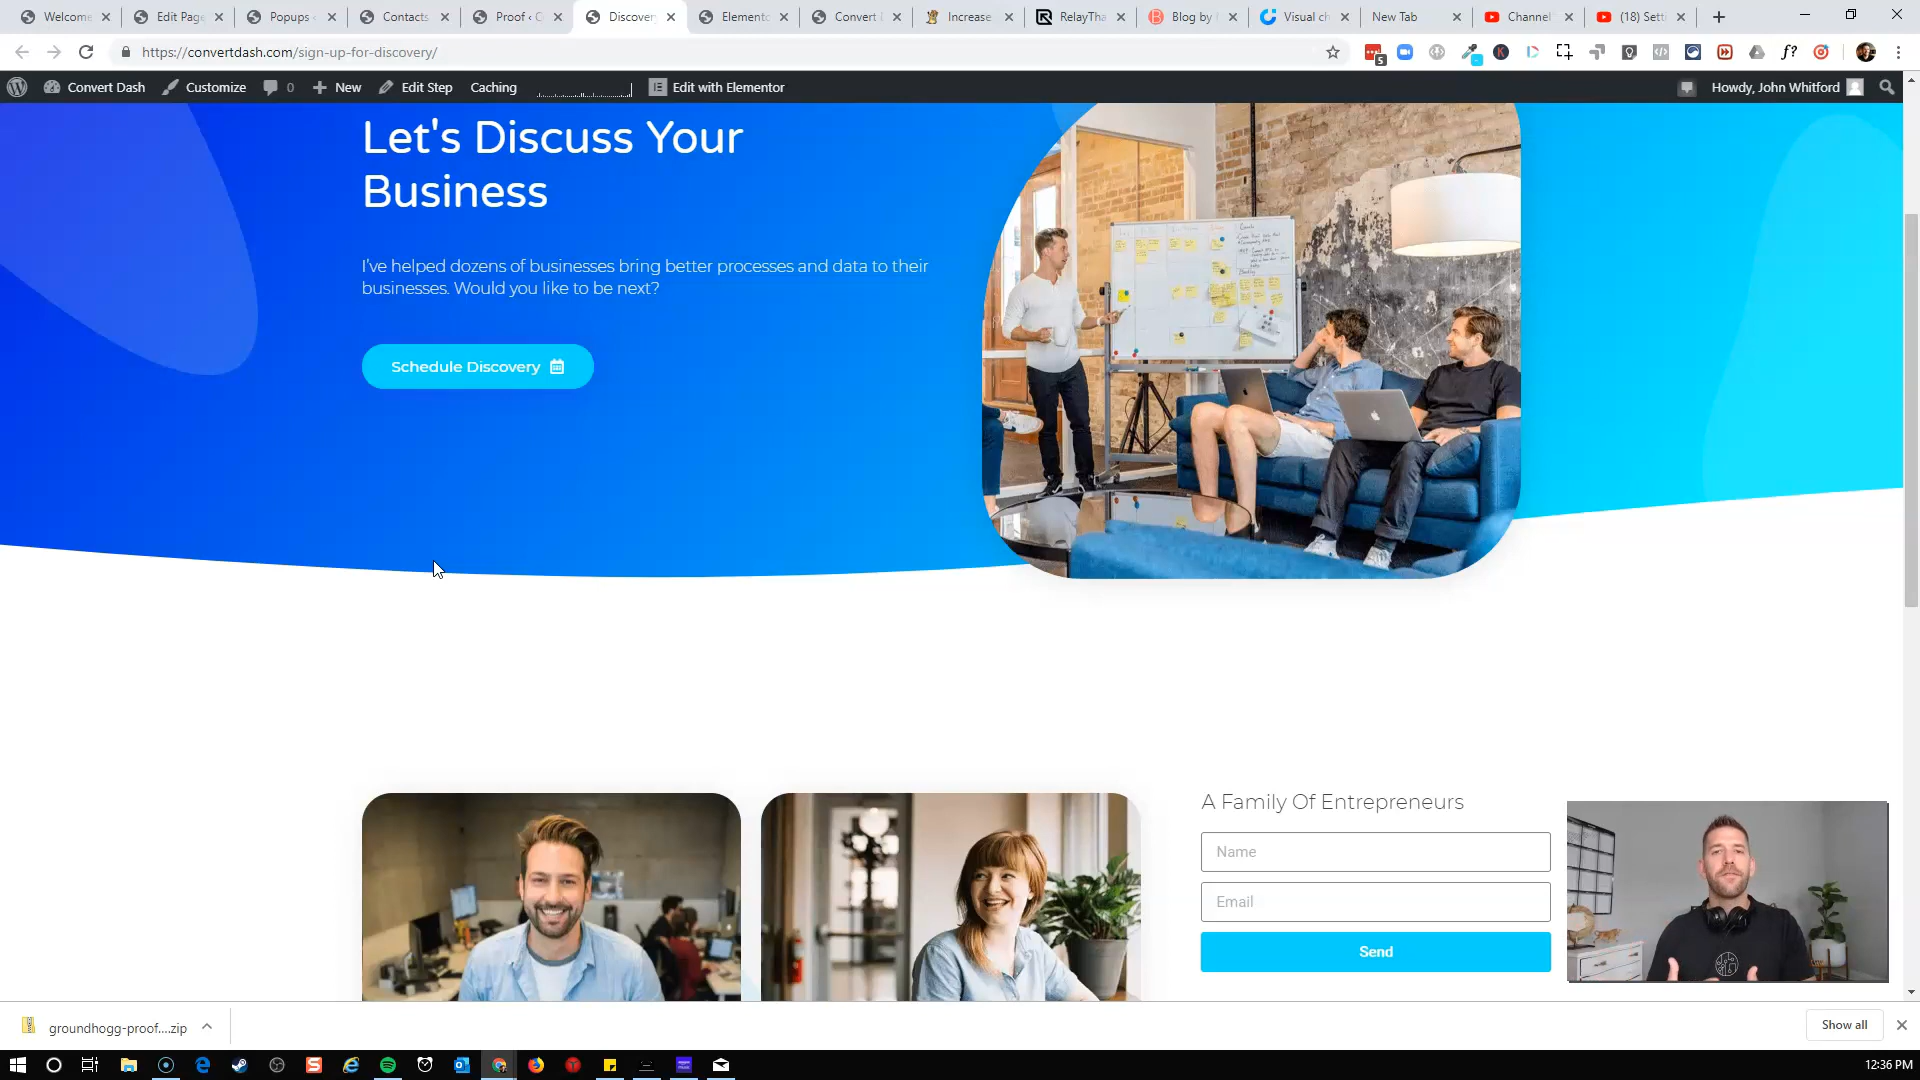 Welcome
Edit Pag
Popups ‹
Contacts
Proof ‹ G
Discover
Elemento
Convert
Increase
RelayTha
Blog by
Visual ch
New Tab
Channel
(18) Sett
https://convertdash.com/sign-up-for-discovery/
5
f?
Convert Dash
Customize
0
New
Edit Step
Caching
Edit with Elementor
Howdy, John Whitford
Let's Discuss Your
Business
I've helped dozens of businesses bring better processes and data to their
businesses. Would you like to be next?
Schedule Discovery
A Family Of Entrepreneurs
Name
Email
Send
groundhogg-proof....zip
Show all
12:36 PM